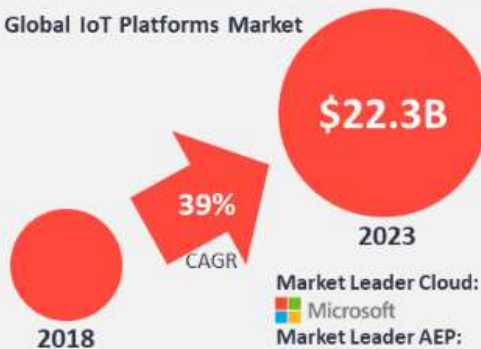 Global IoT Platforms Market
$22.3B
39%
CAGR
2023
2018
Market Leader Cloud:
Microsoft
Market Leader AEP: